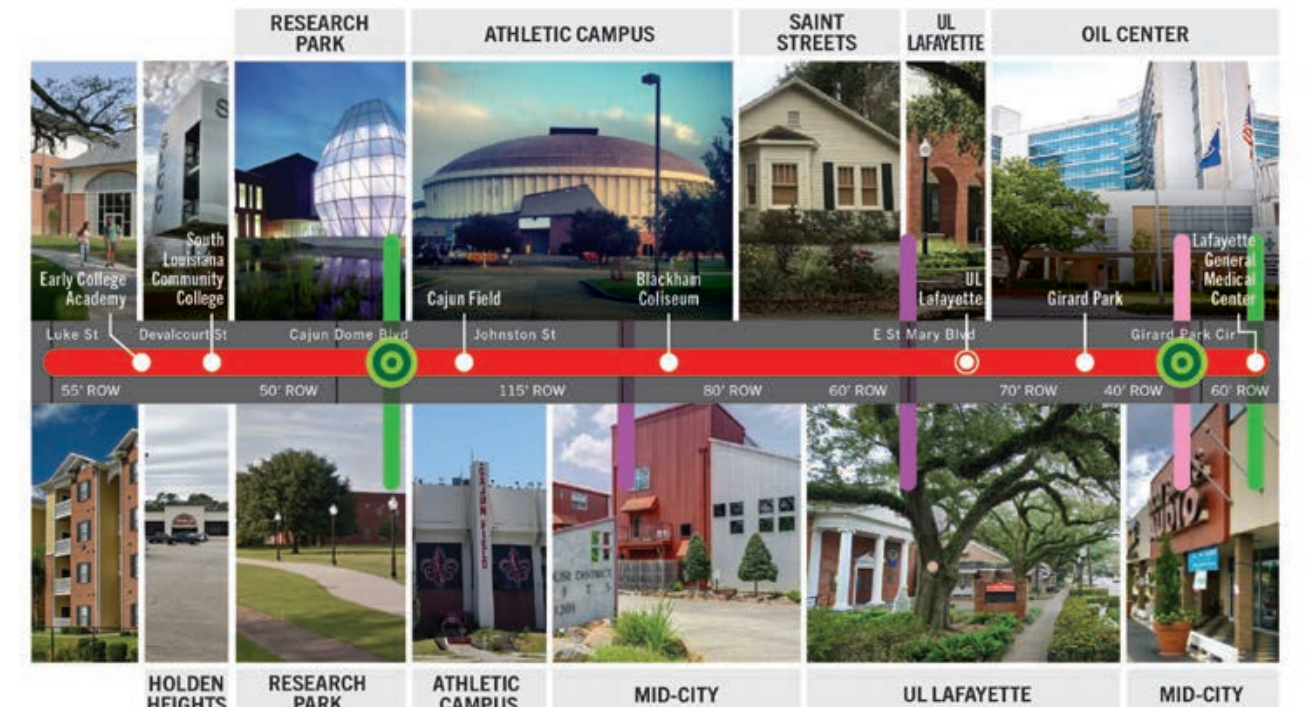 RESEARCH
PARK
ATHLETIC CAMPUS
SAINT
STREETS
UL
LAFAYETTE
OIL CENTER
S
SLCC
Early College
Academy
South
Louisiana
Community
College
Cajun Field
Blackham
Coliseum
UL
Lafayette
Girard Park
Lafayette
General
Medical
Center
Luke St
Devalcourt St
Cajun Dome Blvd
Johnston St
E St Mary Blvd
Girard Park Cir
55' ROW
50' ROW
115' ROW
80' ROW
60' ROW
70' ROW
40' ROW
60' ROW
CAJUN FIELD
AUDIO
HOLDEN
HEIGHTS
RESEARCH
PARK
ATHLETIC
CAMPUS
MID-CITY
UL LAFAYETTE
MID-CITY